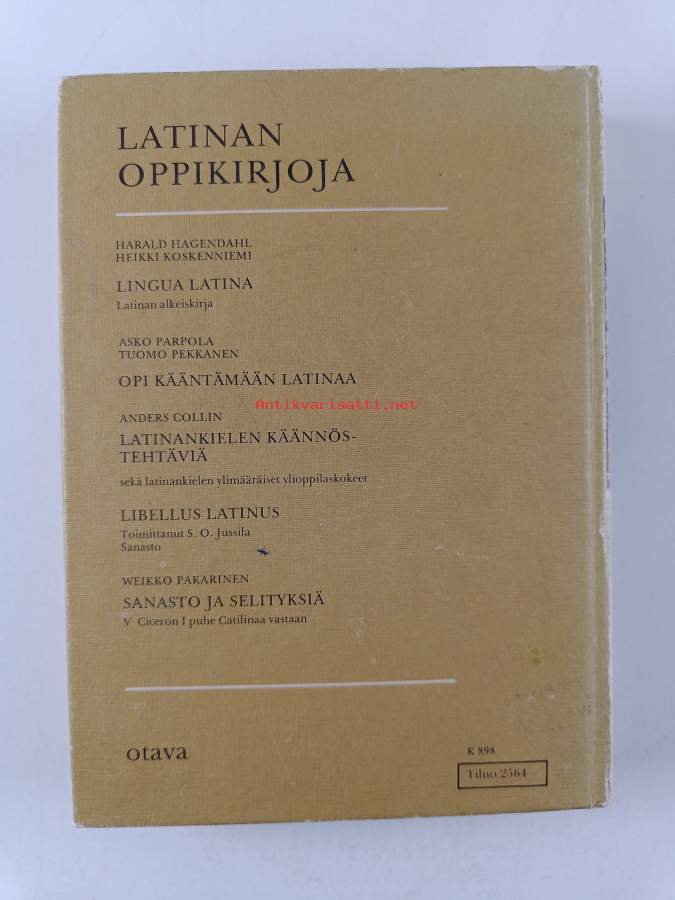 LATINAN
OPPIKIRJOJA
HARALD HAGENDAHL
HEIKKI KOSKENNIEMI
LINGUA LATINA
Latinan alkeiskirja
ASKO PARPOLA
TUOMO PEKKANEN
OPI KÄÄNTÄMÄÄN LATINAA
Antikvariaatti.net
ANDERS COLLIN
LATINANKIELEN KÄÄNNÖS-
TEHTÄVIÄ
sekä latinankielen ylimääräiset ylioppilaskokeet
LIBELLUS LATINUS
Toimittanut S. O. Jussila
Sanasto
WEIKKO PAKARINEN
SANASTO JA SELITYKSIÄ
V Ciceron I puhe Catilinaa vastaan
otava
K 898
Tilno 2564